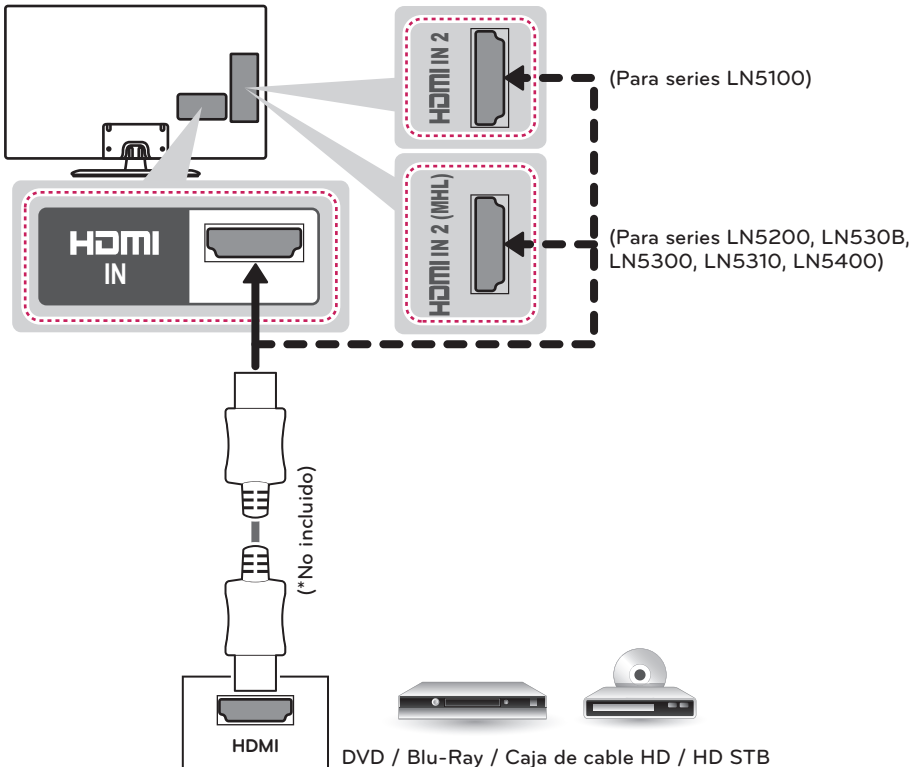 HDMI IN 2
(Para series LN5100)
HDMI IN 2 (MHL)
(Para series LN5200, LN530B,
LN5300, LN5310, LN5400)
HDMI
IN
(*No incluido)
HDMI
DVD / Blu-Ray / Caja de cable HD / HD STB